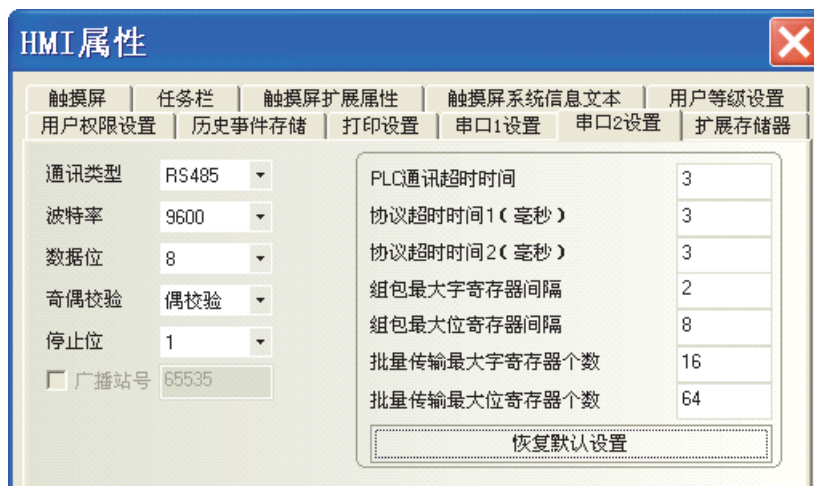 HMI属性
触摸屏 任务栏 触摸屏扩展属性 触摸屏系统信息文本 用户等级设置
用户权限设置 历史事件存储 打印设置 串口1设置 串口2设置 扩展存储器
通讯类型 RS485
波特率 9600
数据位 8
奇偶校验 偶校验
停止位 1
广播站号 65535
PLC通讯超时时间 3
协议超时时间1(毫秒) 3
协议超时时间2(毫秒) 3
组包最大字寄存器间隔 2
组包最大位寄存器间隔 8
批量传输最大字寄存器个数 16
批量传输最大位寄存器个数 64
恢复默认设置